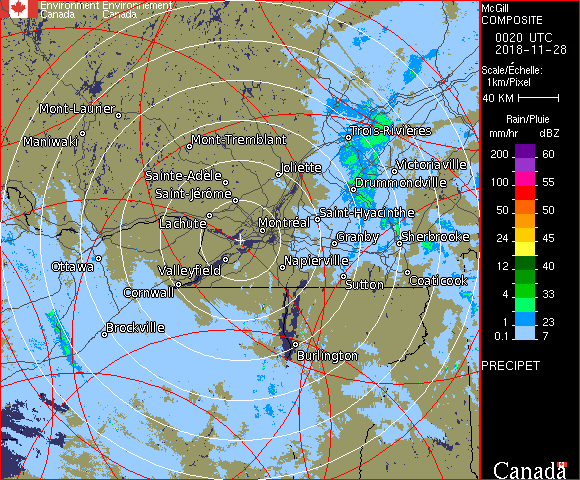 Environment Environnement
Canada Canada
McGill
COMPOSITE
0020 UTC
2018-11-28
Scale/Échelle:
1km/Pixel
40 KM
Rain/Pluie
mm/hr dBZ
200 60
150 57
100 55
50 50
24 45
12 40
4 33
1 23
0.1 7
PRECIPET
Canada
Mont-Laurier
Maniwaki
Mont-Tremblant
Trois-Rivières
Joliette
Victoriaville
Sainte-Adèle
Drummondville
Saint-Jérôme
Saint-Hyacinthe
Lachute
Montréal
Granby
Sherbrooke
Ottawa
Valleyfield
Napierville
Coaticook
Sutton
Cornwall
Brockville
Burlington